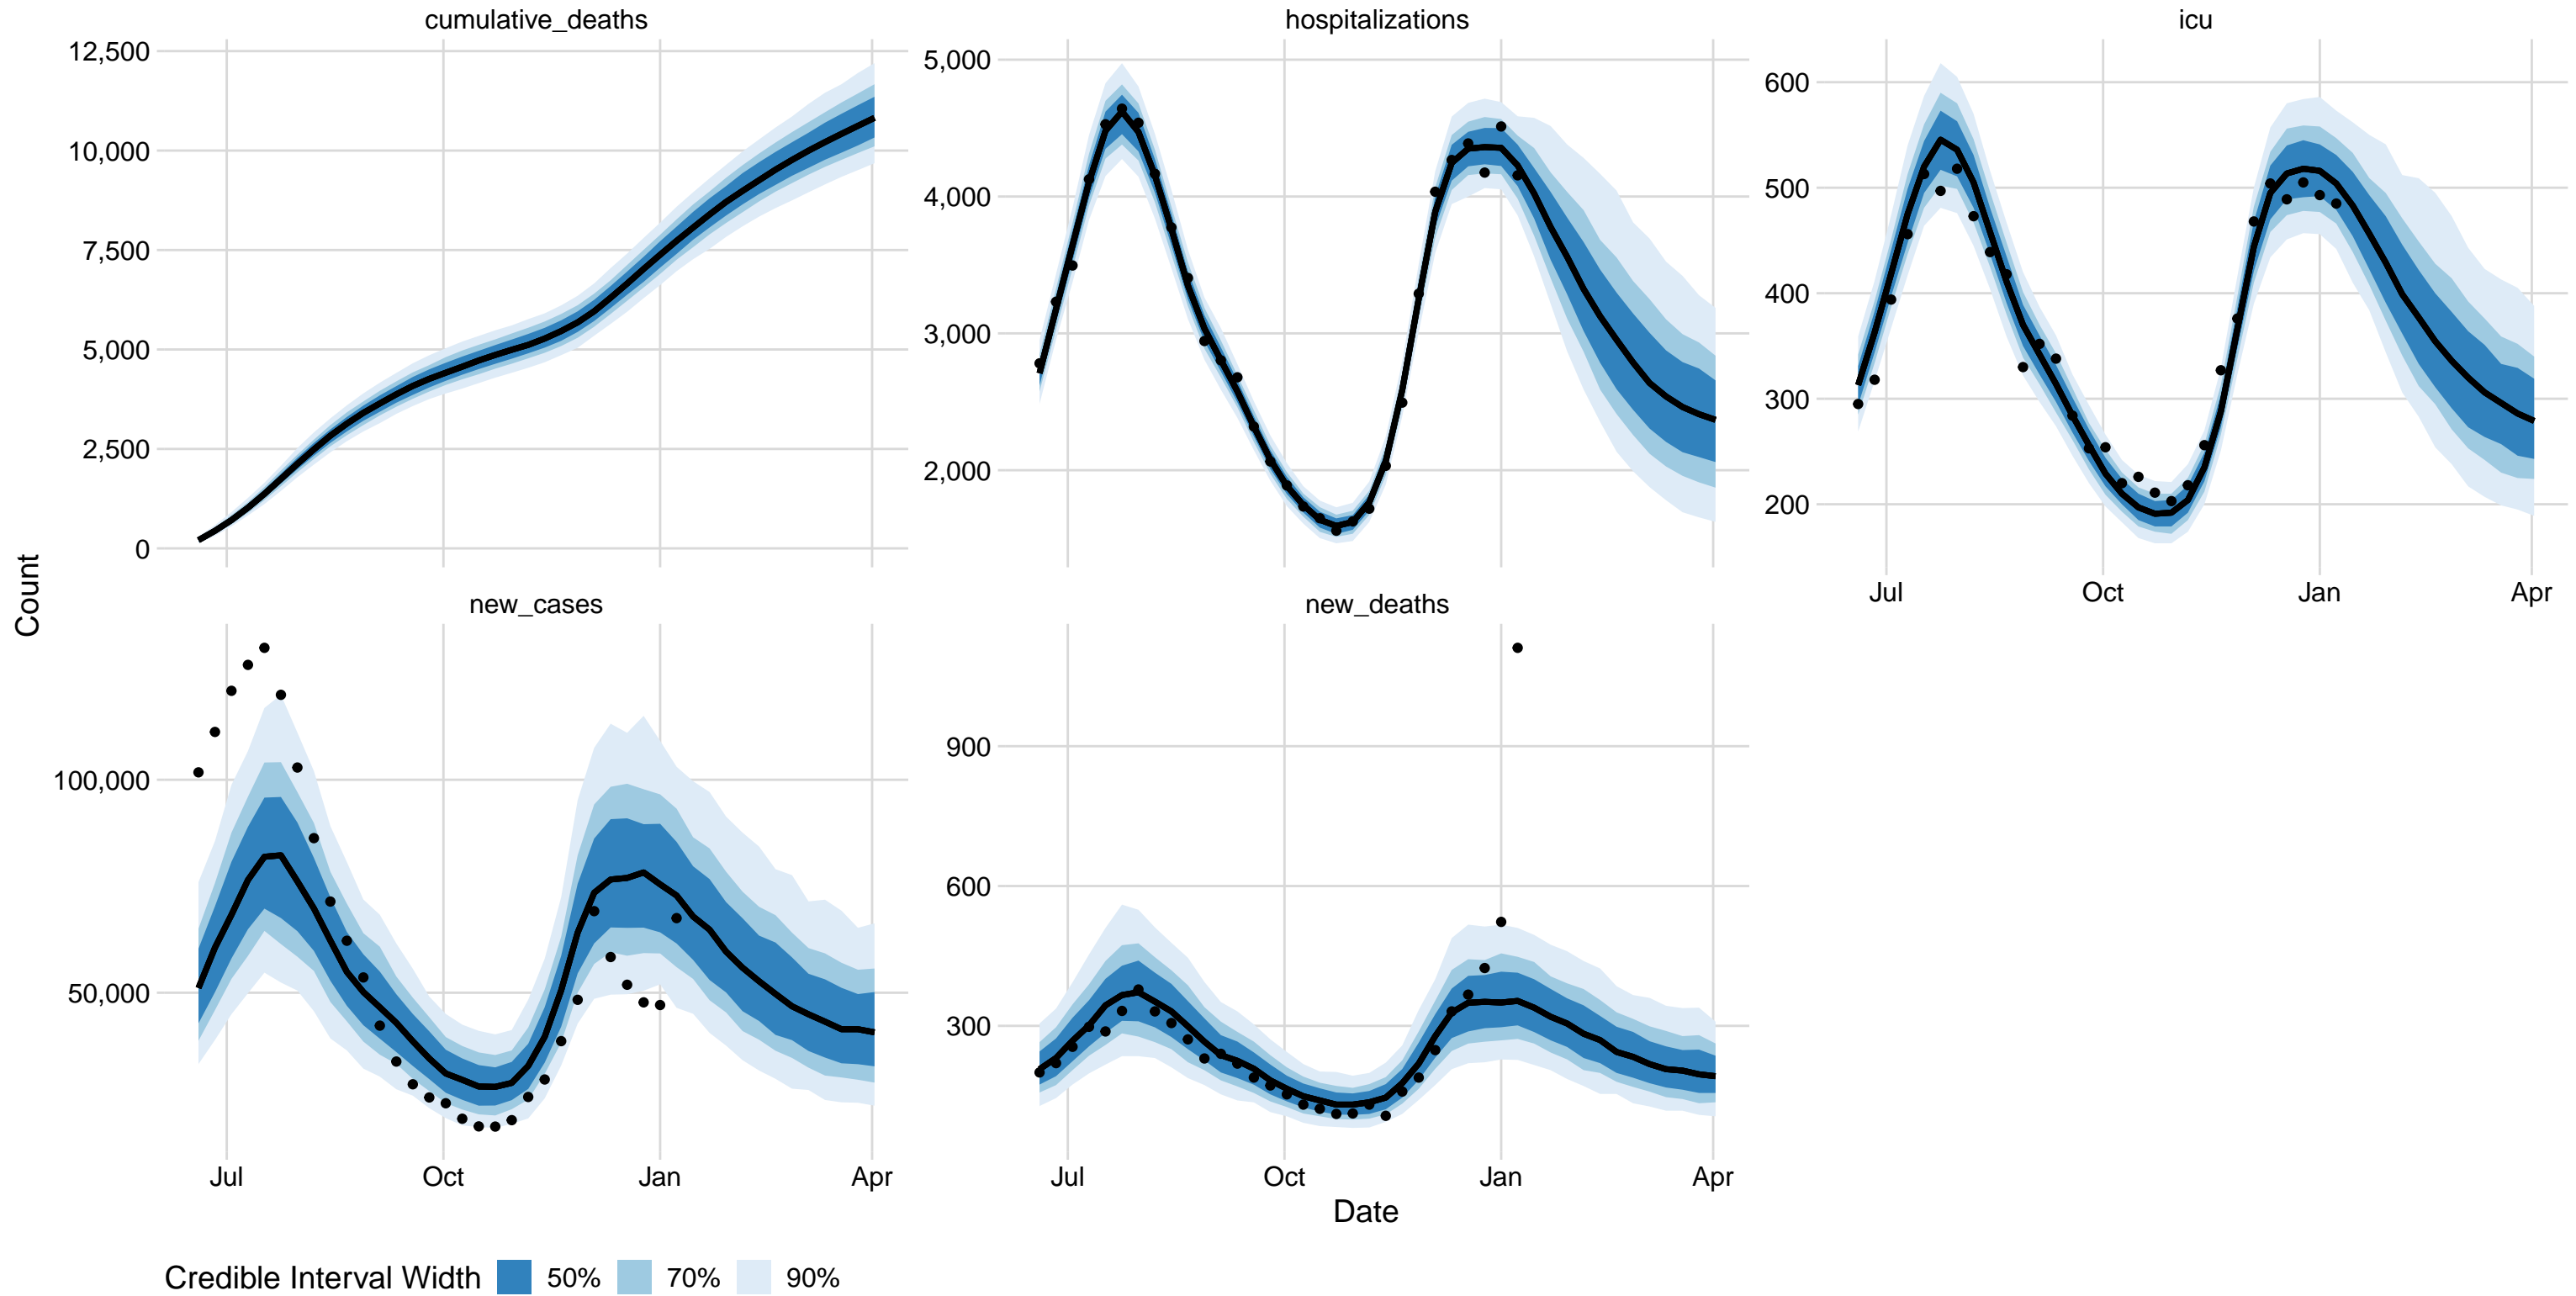 cumulative_deaths
hospitalizations
icu
12,500
10,000
7,500
5,000
2,500
0
5,000
4,000
3,000
2,000
600
500
400
300
200
Jul Oct Jan Apr
Count
new_cases
new_deaths
100,000
50,000
900
600
300
Jul Oct Jan Apr
Jul Oct Jan Apr
Date
Credible Interval Width 50% 70% 90%